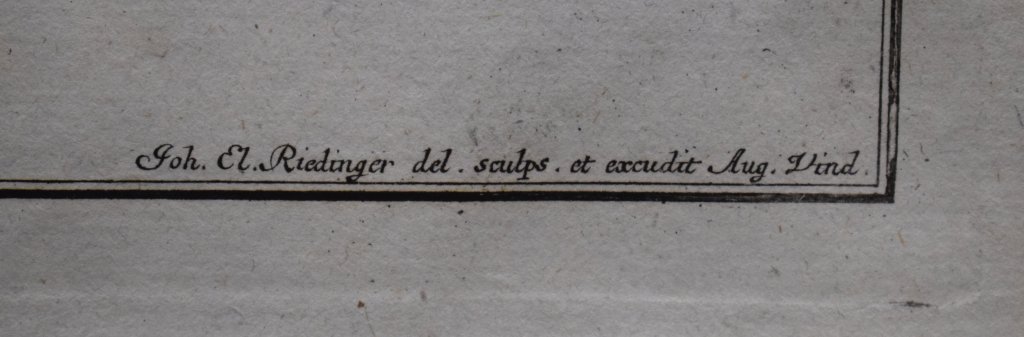 Joh. El. Riedinger del. sculps. et excudit Aug. Vind.